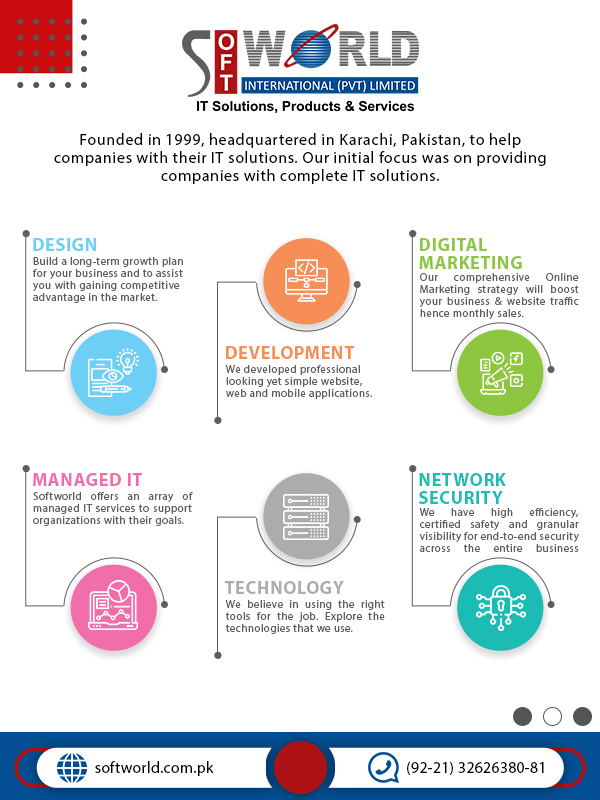 SOFT WORLD
INTERNATIONAL (PVT) LIMITED
IT Solutions, Products & Services
Founded in 1999, headquartered in Karachi, Pakistan, to help
companies with their IT solutions. Our initial focus was on providing
companies with complete IT solutions.
DESIGN
Build a long-term growth plan
for your business and to assist
you with gaining competitive
advantage in the market.
DEVELOPMENT
We developed professional
looking yet simple website,
web and mobile applications.
DIGITAL
MARKETING
Our comprehensive Online
Marketing strategy will boost
your business & website traffic
hence monthly sales.
MANAGED IT
Softworld offers an array of
managed IT services to support
organizations with their goals.
TECHNOLOGY
We believe in using the right
tools for the job. Explore the
technologies that we use.
NETWORK
SECURITY
We have high efficiency,
certified safety and granular
visibility for end-to-end security
across the entire business
softworld.com.pk
(92-21) 32626380-81